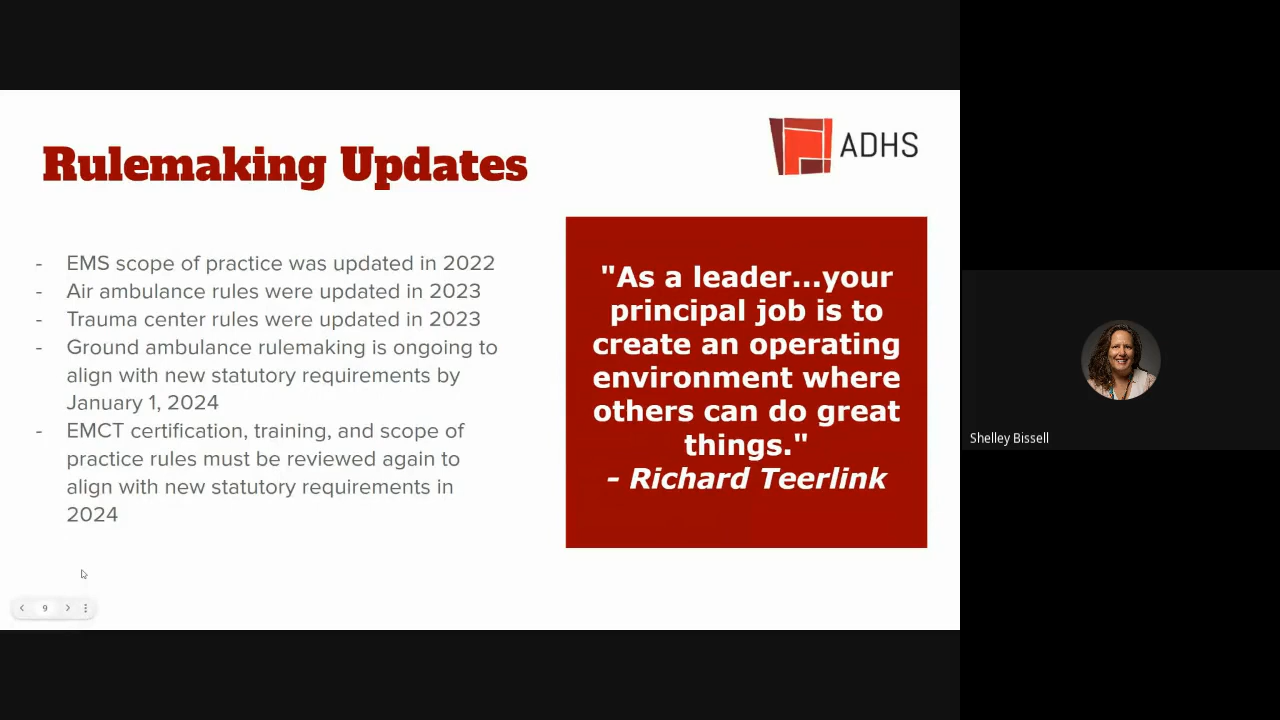 Rulemaking Updates
ADHS
- EMS scope of practice was updated in 2022
- Air ambulance rules were updated in 2023
- Trauma center rules were updated in 2023
- Ground ambulance rulemaking is ongoing to
align with new statutory requirements by
January 1, 2024
- EMCT certification, training, and scope of
practice rules must be reviewed again to
align with new statutory requirements in
2024
"As a leader...your
principal job is to
create an operating
environment where
others can do great
things."
- Richard Teerlink
9
Shelley Bissell